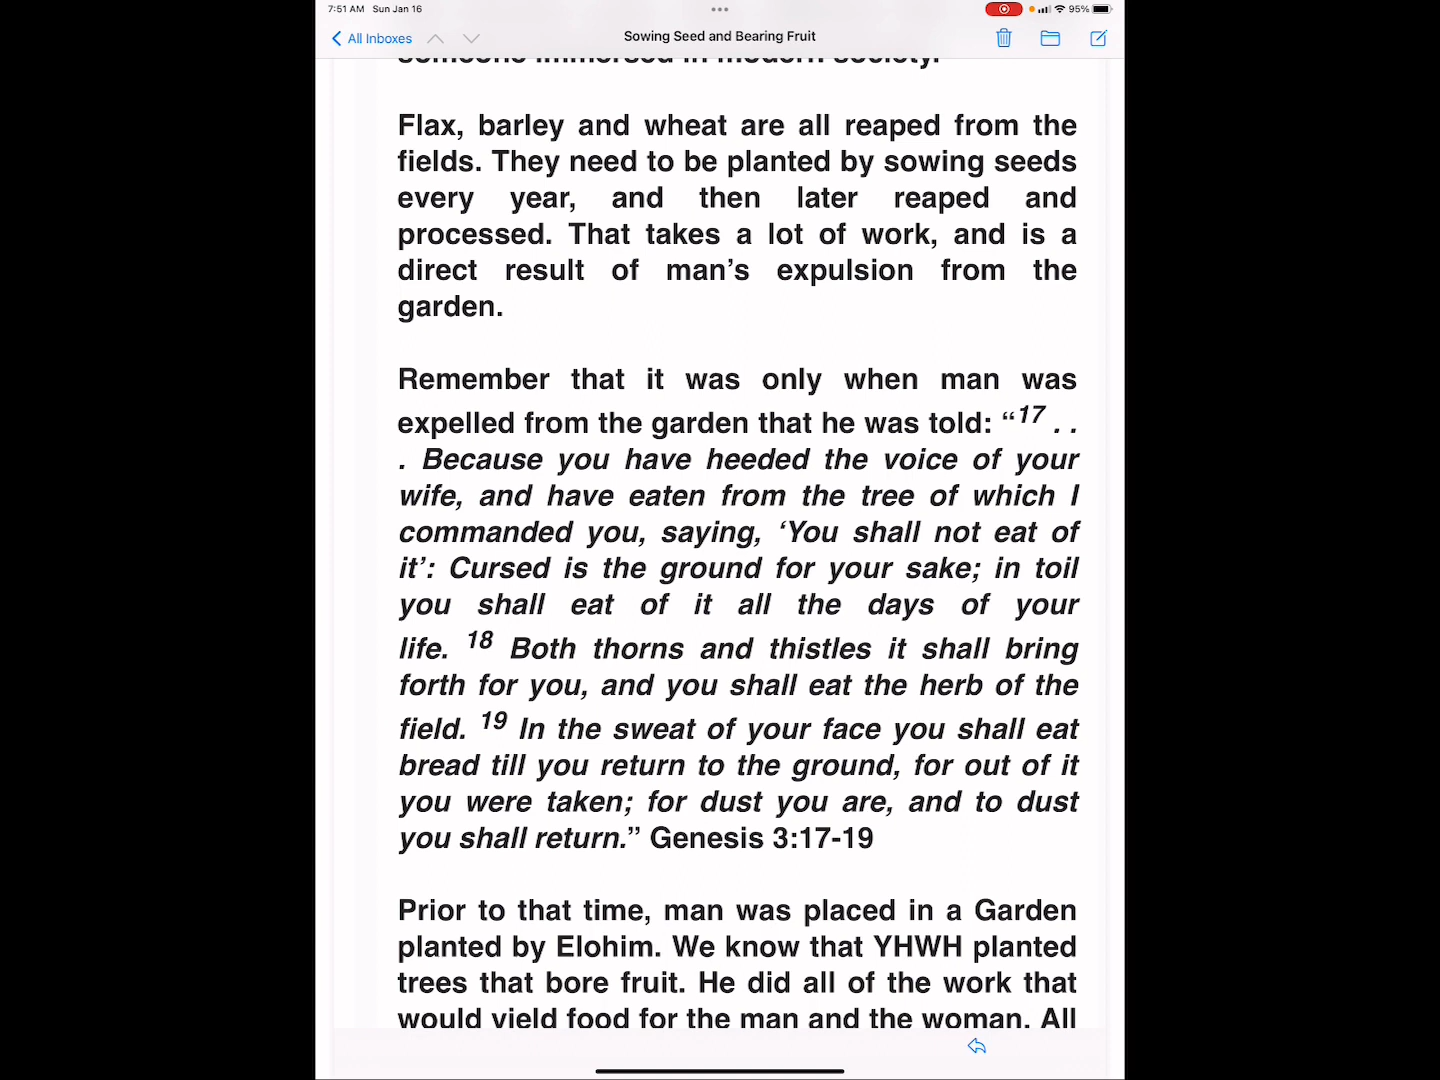 7:51 AM Sun Jan 16
95%
All Inboxes
Sowing Seed and Bearing Fruit
someone immersed in modern society.
Flax, barley and wheat are all reaped from the
fields. They need to be planted by sowing seeds
every year, and then later reaped and
processed. That takes a lot of work, and is a
direct result of man’s expulsion from the
garden.
Remember that it was only when man was
expelled from the garden that he was told: “17 . .
. Because you have heeded the voice of your
wife, and have eaten from the tree of which I
commanded you, saying, ‘You shall not eat of
it’: Cursed is the ground for your sake; in toil
you shall eat of it all the days of your
life. 18 Both thorns and thistles it shall bring
forth for you, and you shall eat the herb of the
field. 19 In the sweat of your face you shall eat
bread till you return to the ground, for out of it
you were taken; for dust you are, and to dust
you shall return.” Genesis 3:17-19
Prior to that time, man was placed in a Garden
planted by Elohim. We know that YHWH planted
trees that bore fruit. He did all of the work that
would yield food for the man and the woman. All